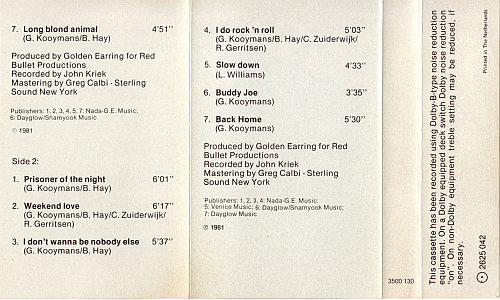 7. Long blond animal 4'51"
(G. Kooymans/B. Hay)
Produced by Golden Earring for Red
Bullet Productions
Recorded by John Kriek
Mastering by Greg Calbi - Sterling
Sound New York
Publishers: 1, 2, 3, 4, 5, 7: Nada-G.E. Music;
6: Dayglow/Snamyook Music
℗ 1981
Side 2:
1. Prisoner of the night 6'01"
(G. Kooymans/B. Hay)
2. Weekend love 6'17"
(G. Kooymans/B. Hay/C. Zuiderwijk/
R. Gerritsen)
3. I don't wanna be nobody else 5'37"
(G. Kooymans/B. Hay)
4. I do rock 'n roll 5'03"
(G. Kooymans/B. Hay/C. Zuiderwijk/
R. Gerritsen)
5. Slow down 4'33"
(L. Williams)
6. Buddy Joe 3'35"
(G. Kooymans)
7. Back Home 5'30"
(G. Kooymans)
Produced by Golden Earring for Red
Bullet Productions
Recorded by John Kriek
Mastering by Greg Calbi - Sterling
Sound New York
Publishers: 1, 2, 3, 4: Nada-G.E. Music;
5: Venice Music; 6: Dayglow/Snamyook Music;
7: Dayglow
℗ 1981
3500 130
This cassette has been recorded using Dolby-B-type noise reduction
equipment. On a Dolby equipped deck switch Dolby noise reduction
"on". On non-Dolby equipment treble setting may be reduced, if
necessary.
2625 042
Printed in The Netherlands